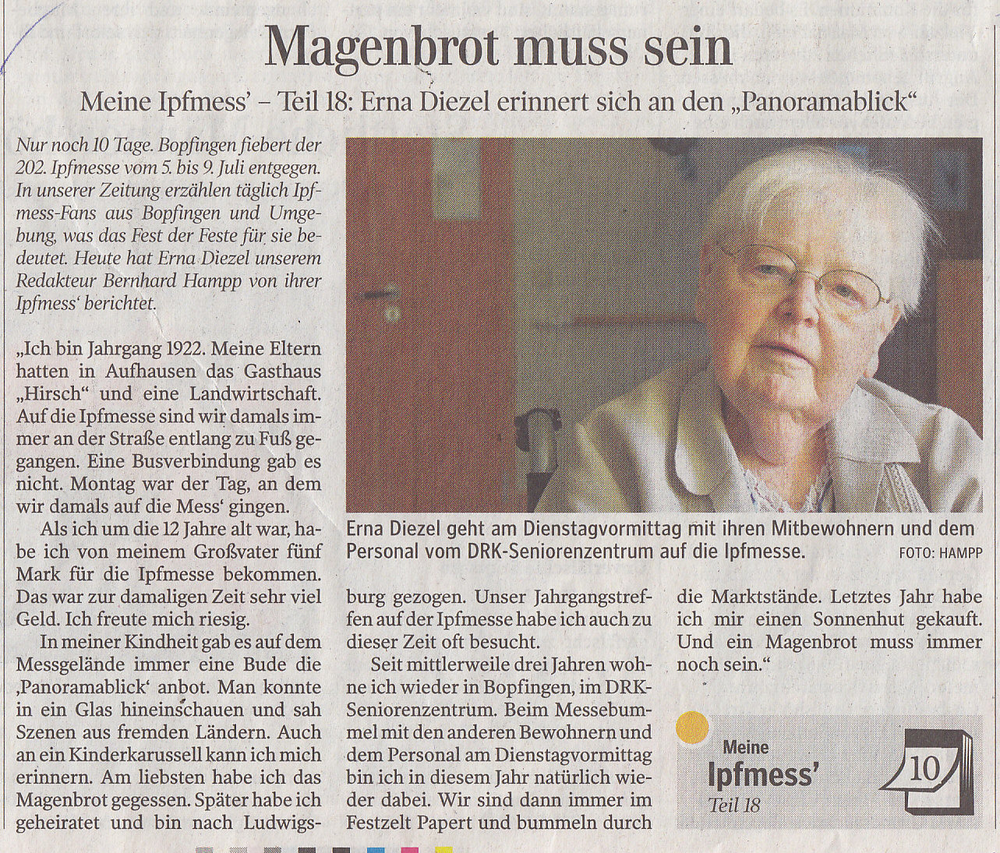 Magenbrot muss sein
Meine Ipfmess’ – Teil 18: Erna Diezel erinnert sich an den „Panoramablick“
Nur noch 10 Tage. Bopfingen fiebert der
202. Ipfmesse vom 5. bis 9. Juli entgegen.
In unserer Zeitung erzählen täglich Ipf-
mess-Fans aus Bopfingen und Umge-
bung, was das Fest der Feste für sie be-
deutet. Heute hat Erna Diezel unserem
Redakteur Bernhard Hampp von ihrer
Ipfmess‘ berichtet.
„Ich bin Jahrgang 1922. Meine Eltern
hatten in Aufhausen das Gasthaus
„Hirsch“ und eine Landwirtschaft.
Auf die Ipfmesse sind wir damals im-
mer an der Straße entlang zu Fuß ge-
gangen. Eine Busverbindung gab es
nicht. Montag war der Tag, an dem
wir damals auf die Mess‘ gingen.
Als ich um die 12 Jahre alt war, ha-
be ich von meinem Großvater fünf
Mark für die Ipfmesse bekommen.
Das war zur damaligen Zeit sehr viel
Geld. Ich freute mich riesig.
In meiner Kindheit gab es auf dem
Messgelände immer eine Bude die
‚Panoramablick‘ anbot. Man konnte
in ein Glas hineinschauen und sah
Szenen aus fremden Ländern. Auch
an ein Kinderkarussell kann ich mich
erinnern. Am liebsten habe ich das
Magenbrot gegessen. Später habe ich
geheiratet und bin nach Ludwigs-
Erna Diezel geht am Dienstagvormittag mit ihren Mitbewohnern und dem
Personal vom DRK-Seniorenzentrum auf die Ipfmesse. FOTO: HAMPP
burg gezogen. Unser Jahrgangstref-
fen auf der Ipfmesse habe ich auch zu
dieser Zeit oft besucht.
Seit mittlerweile drei Jahren woh-
ne ich wieder in Bopfingen, im DRK-
Seniorenzentrum. Beim Messebum-
mel mit den anderen Bewohnern und
dem Personal am Dienstagvormittag
bin ich in diesem Jahr natürlich wie-
der dabei. Wir sind dann immer im
Festzelt Papert und bummeln durch
die Marktstände. Letztes Jahr habe
ich mir einen Sonnenhut gekauft.
Und ein Magenbrot muss immer
noch sein.“
Meine
Ipfmess’
Teil 18
10